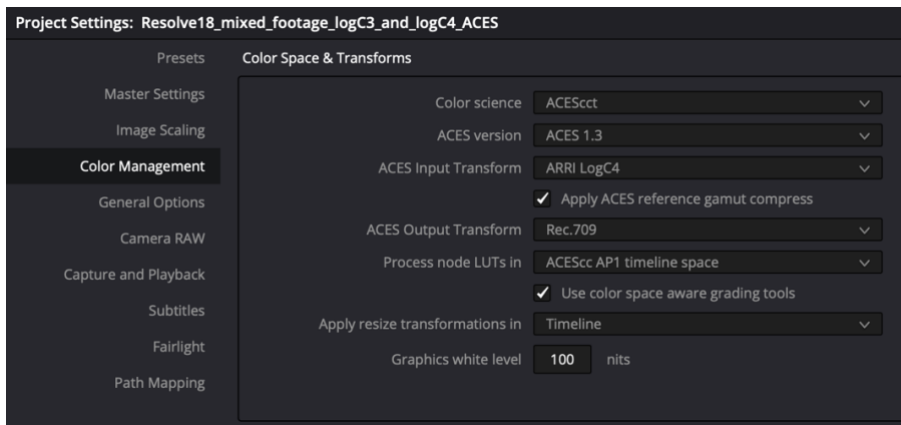 Project Settings: Resolve18_mixed_footage_logC3_and_logC4_ACES
Presets
Master Settings
Image Scaling
Color Management
General Options
Camera RAW
Capture and Playback
Subtitles
Fairlight
Path Mapping
Color Space & Transforms
Color science ACEScct
ACES version ACES 1.3
ACES Input Transform ARRI LogC4
Apply ACES reference gamut compress
ACES Output Transform Rec.709
Process node LUTs in ACEScc AP1 timeline space
Use color space aware grading tools
Apply resize transformations in Timeline
Graphics white level 100 nits